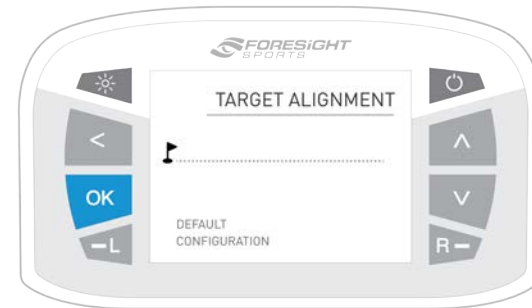 FORESiGHT
SPORTS
TARGET ALIGNMENT
<
OK
-L
R-
DEFAULT
CONFIGURATION